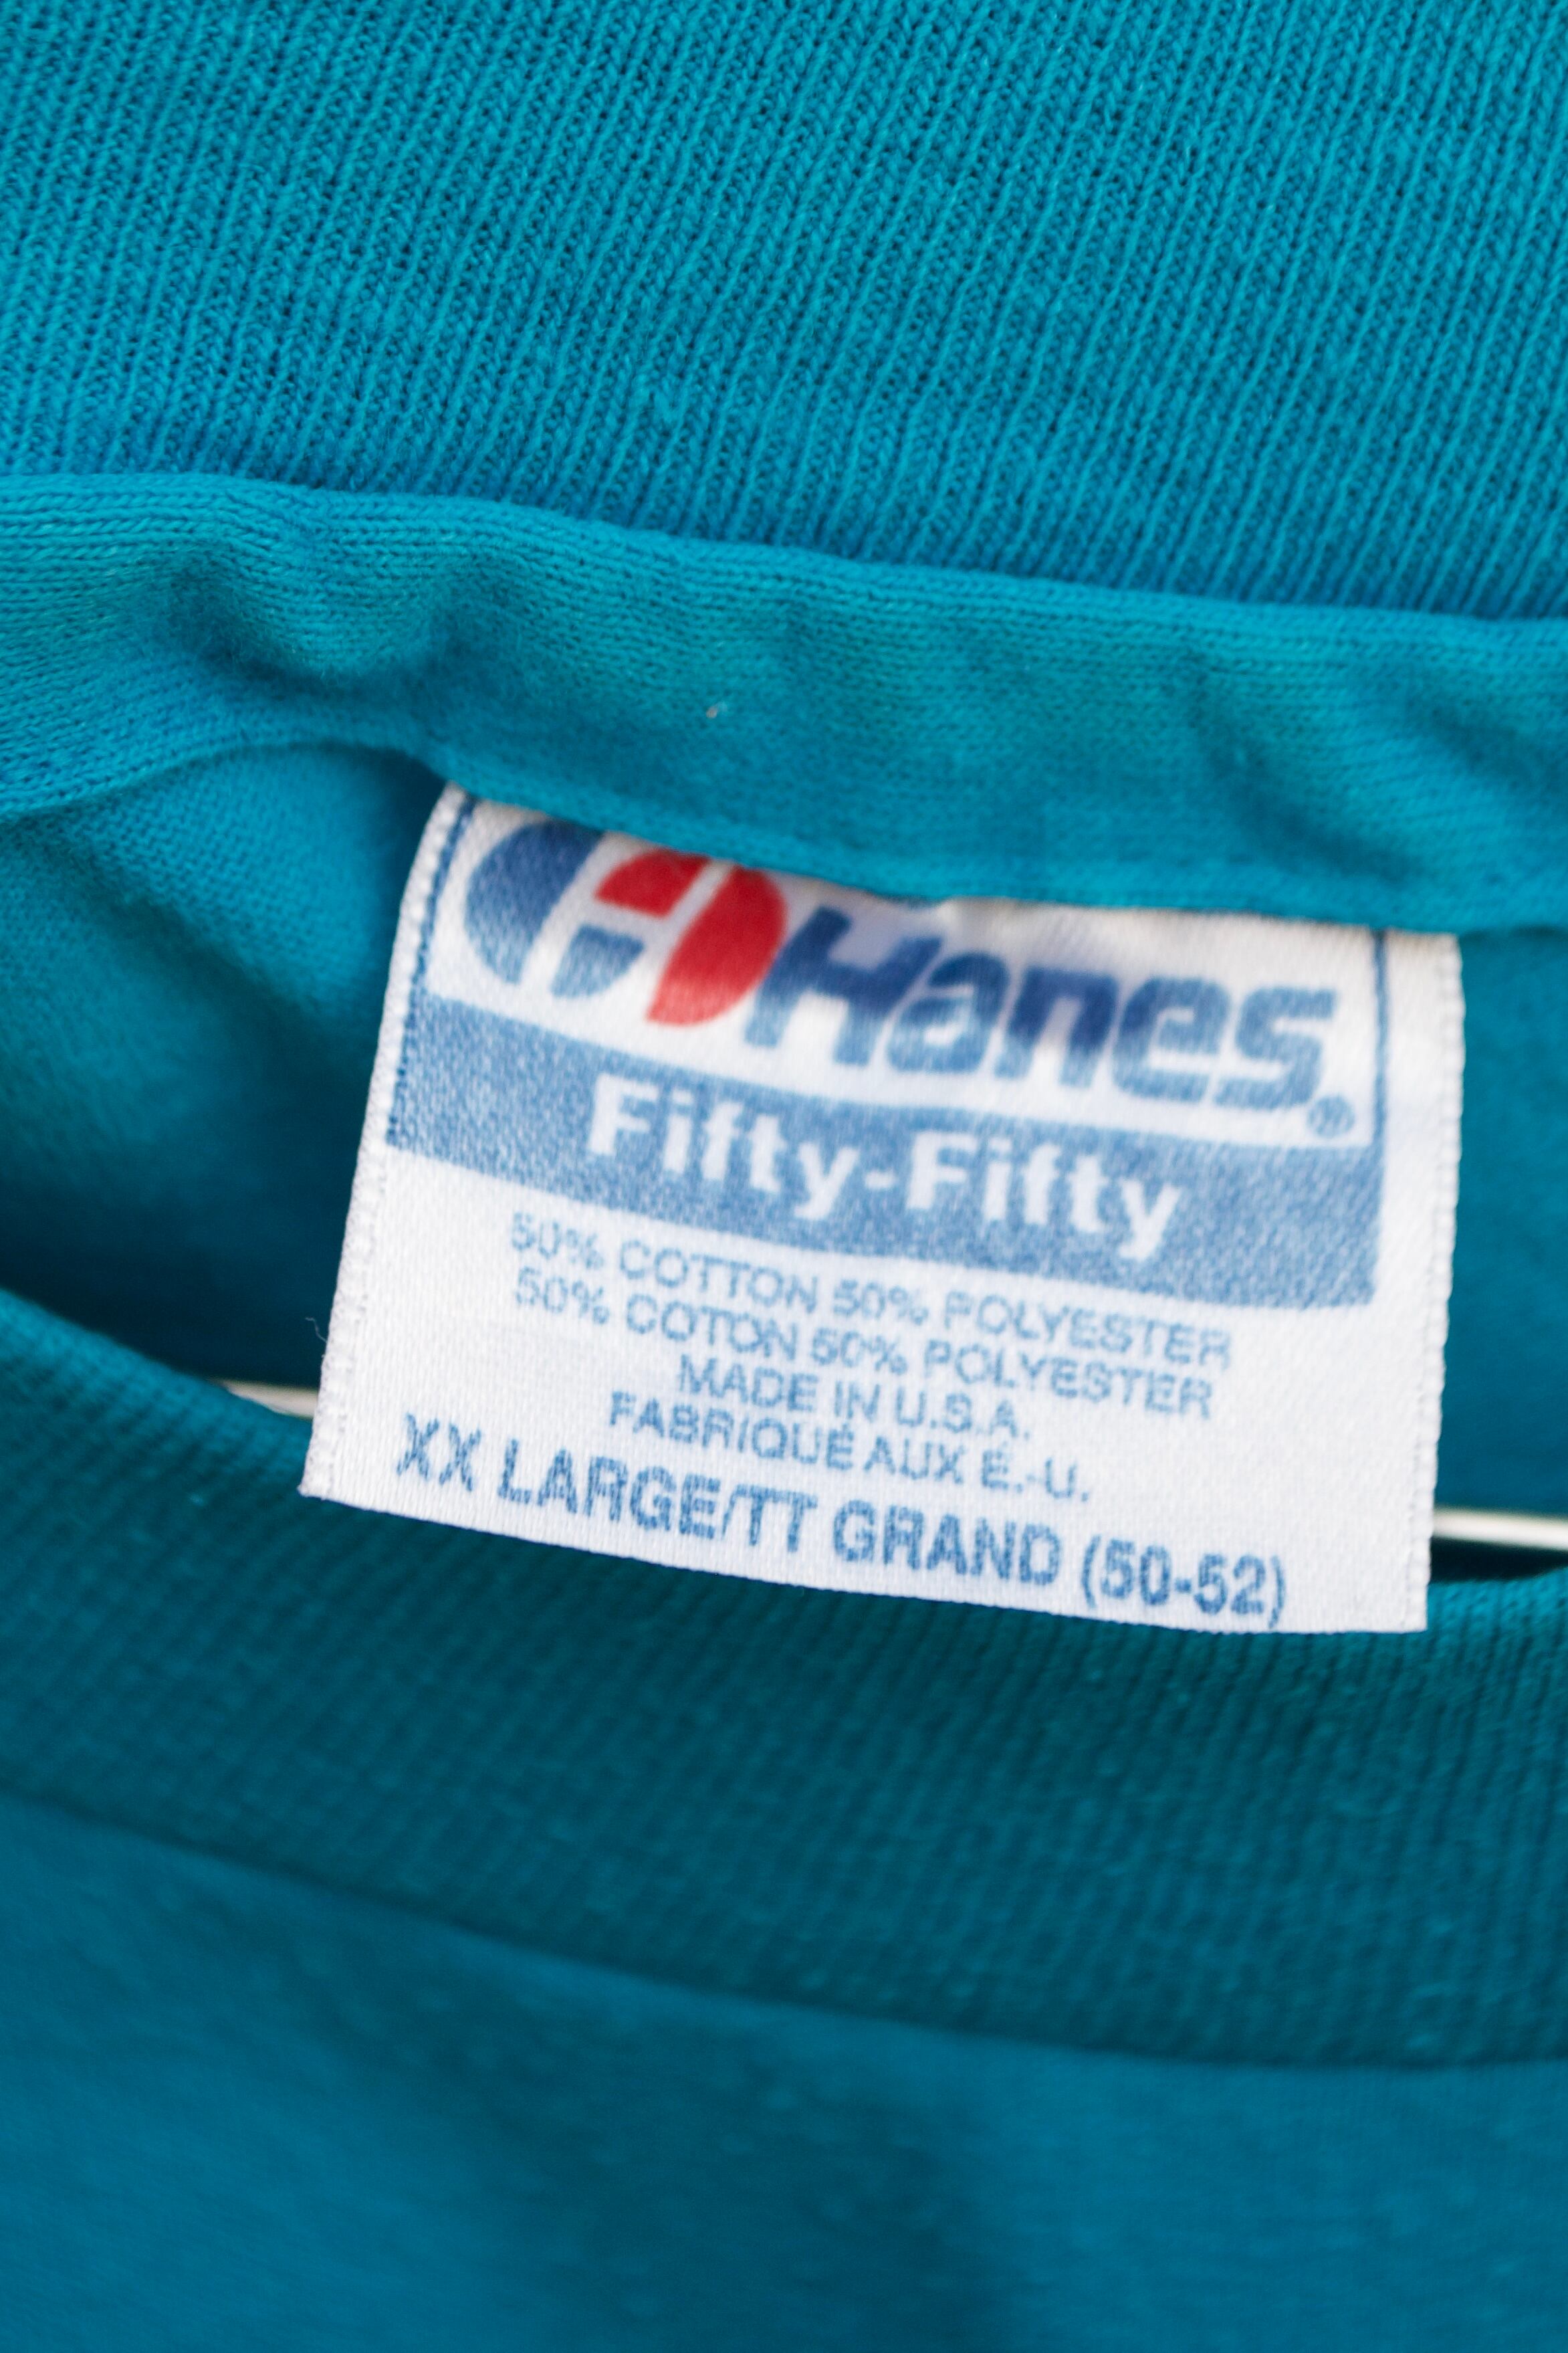 Hanes®
Fifty-Fifty
50% COTTON 50% POLYESTER
50% COTON 50% POLYESTER
MADE IN U.S.A.
FABRIQUÉ AUX É.-U.
XX LARGE/TT GRAND (50-52)